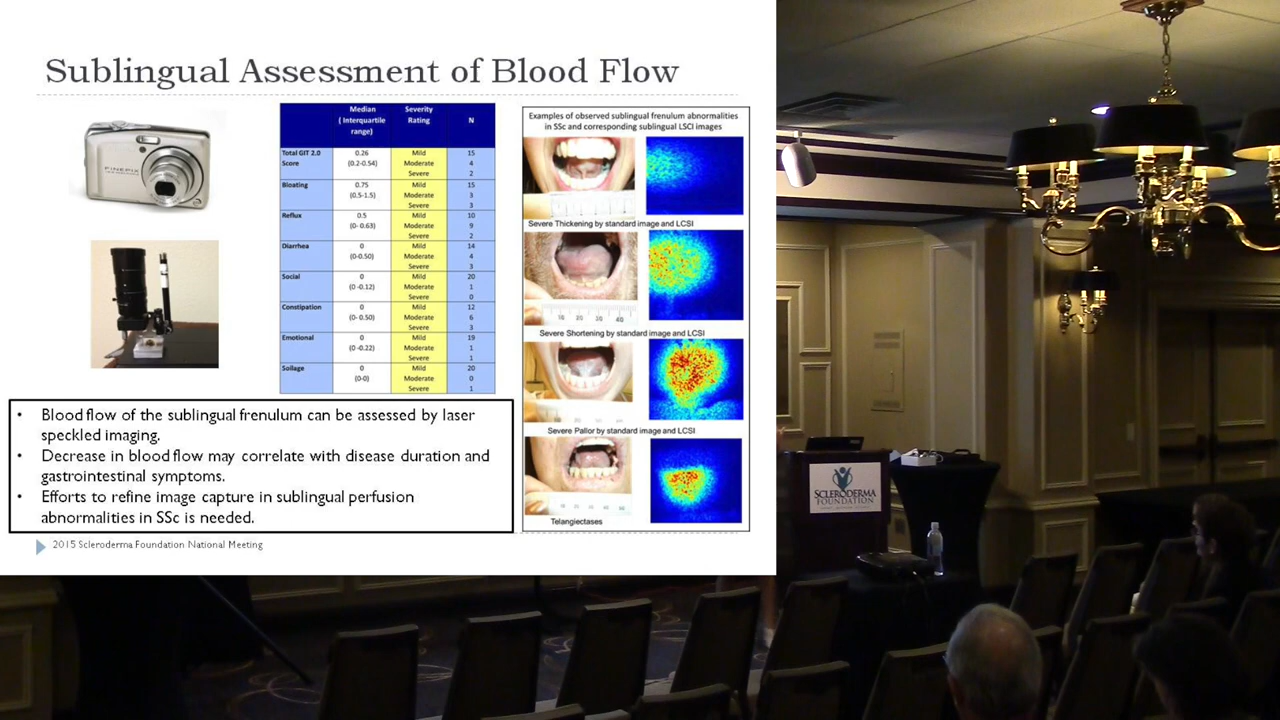 Sublingual Assessment of Blood Flow
FINEPIX
Median
( Interquartile
range)
Severity
Rating
N
Total GIT 2.0
Score
0.26
(0.2-0.54)
Mild
Moderate
Severe
15
4
2
Bloating
0.75
(0.5-1.5)
Mild
Moderate
Severe
15
3
3
Reflux
0.5
(0- 0.63)
Mild
Moderate
Severe
10
9
2
Diarrhea
0
(0-0.50)
Mild
Moderate
Severe
14
4
3
Social
0
(0 -0.12)
Mild
Moderate
Severe
20
1
0
Constipation
0
(0- 0.50)
Mild
Moderate
Severe
12
6
3
Emotional
0
(0 -0.22)
Mild
Moderate
Severe
19
1
1
Soilage
0
(0-0)
Mild
Moderate
Severe
20
0
1
Examples of observed sublingual frenulum abnormalities
in SSc and corresponding sublingual LSCI images
Severe Thickening by standard image and LCSI
Severe Shortening by standard image and LCSI
Severe Pallor by standard image and LCSI
Telangiectases
• Blood flow of the sublingual frenulum can be assessed by laser
speckled imaging.
• Decrease in blood flow may correlate with disease duration and
gastrointestinal symptoms.
• Efforts to refine image capture in sublingual perfusion
abnormalities in SSc is needed.
2015 Scleroderma Foundation National Meeting
SCLERODERMA
FOUNDATION